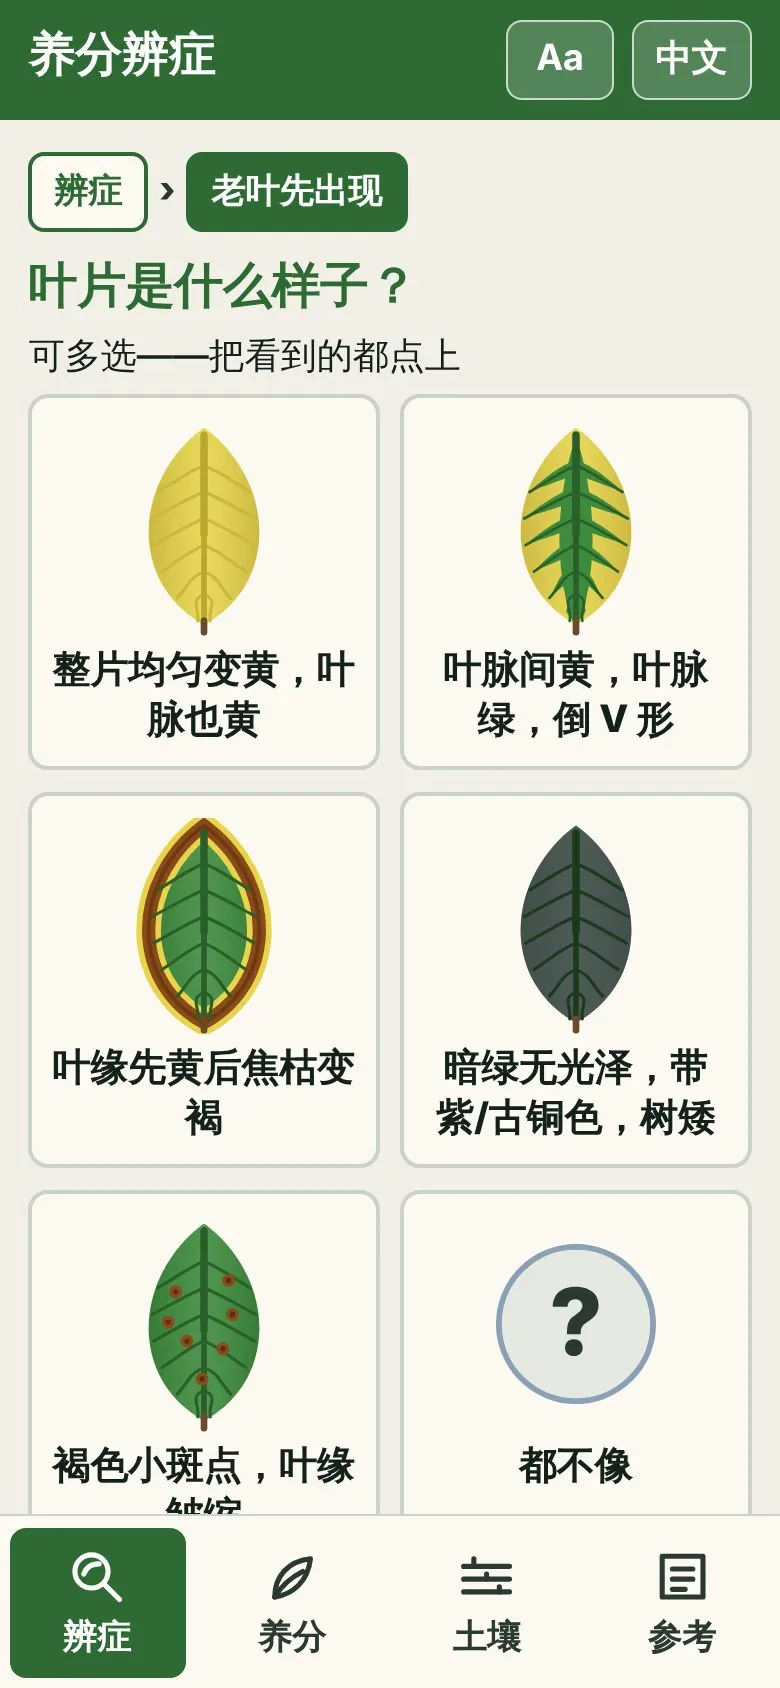 养分辨症
Aa
中文
辨症
›
老叶先出现
叶片是什么样子？
可多选——把看到的都点上
整片均匀变黄，叶
脉也黄
叶脉间黄，叶脉
绿，倒 V 形
叶缘先黄后焦枯变
褐
暗绿无光泽，带
紫/古铜色，树矮
褐色小斑点，叶缘
皱缩
?
都不像
辨症
养分
土壤
参考